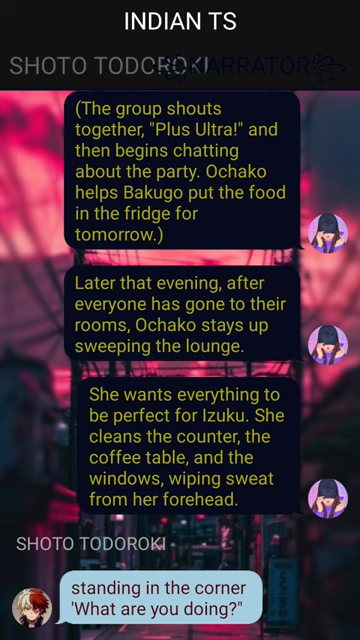 INDIAN TS
SHOTO TODOROKI
NARRATOR
(The group shouts
together, "Plus Ultra!" and
then begins chatting
about the party. Ochako
helps Bakugo put the food
in the fridge for
tomorrow.)
Later that evening, after
everyone has gone to their
rooms, Ochako stays up
sweeping the lounge.
She wants everything to
be perfect for Izuku. She
cleans the counter, the
coffee table, and the
windows, wiping sweat
from her forehead.
SHOTO TODOROKI
standing in the corner
'What are you doing?"